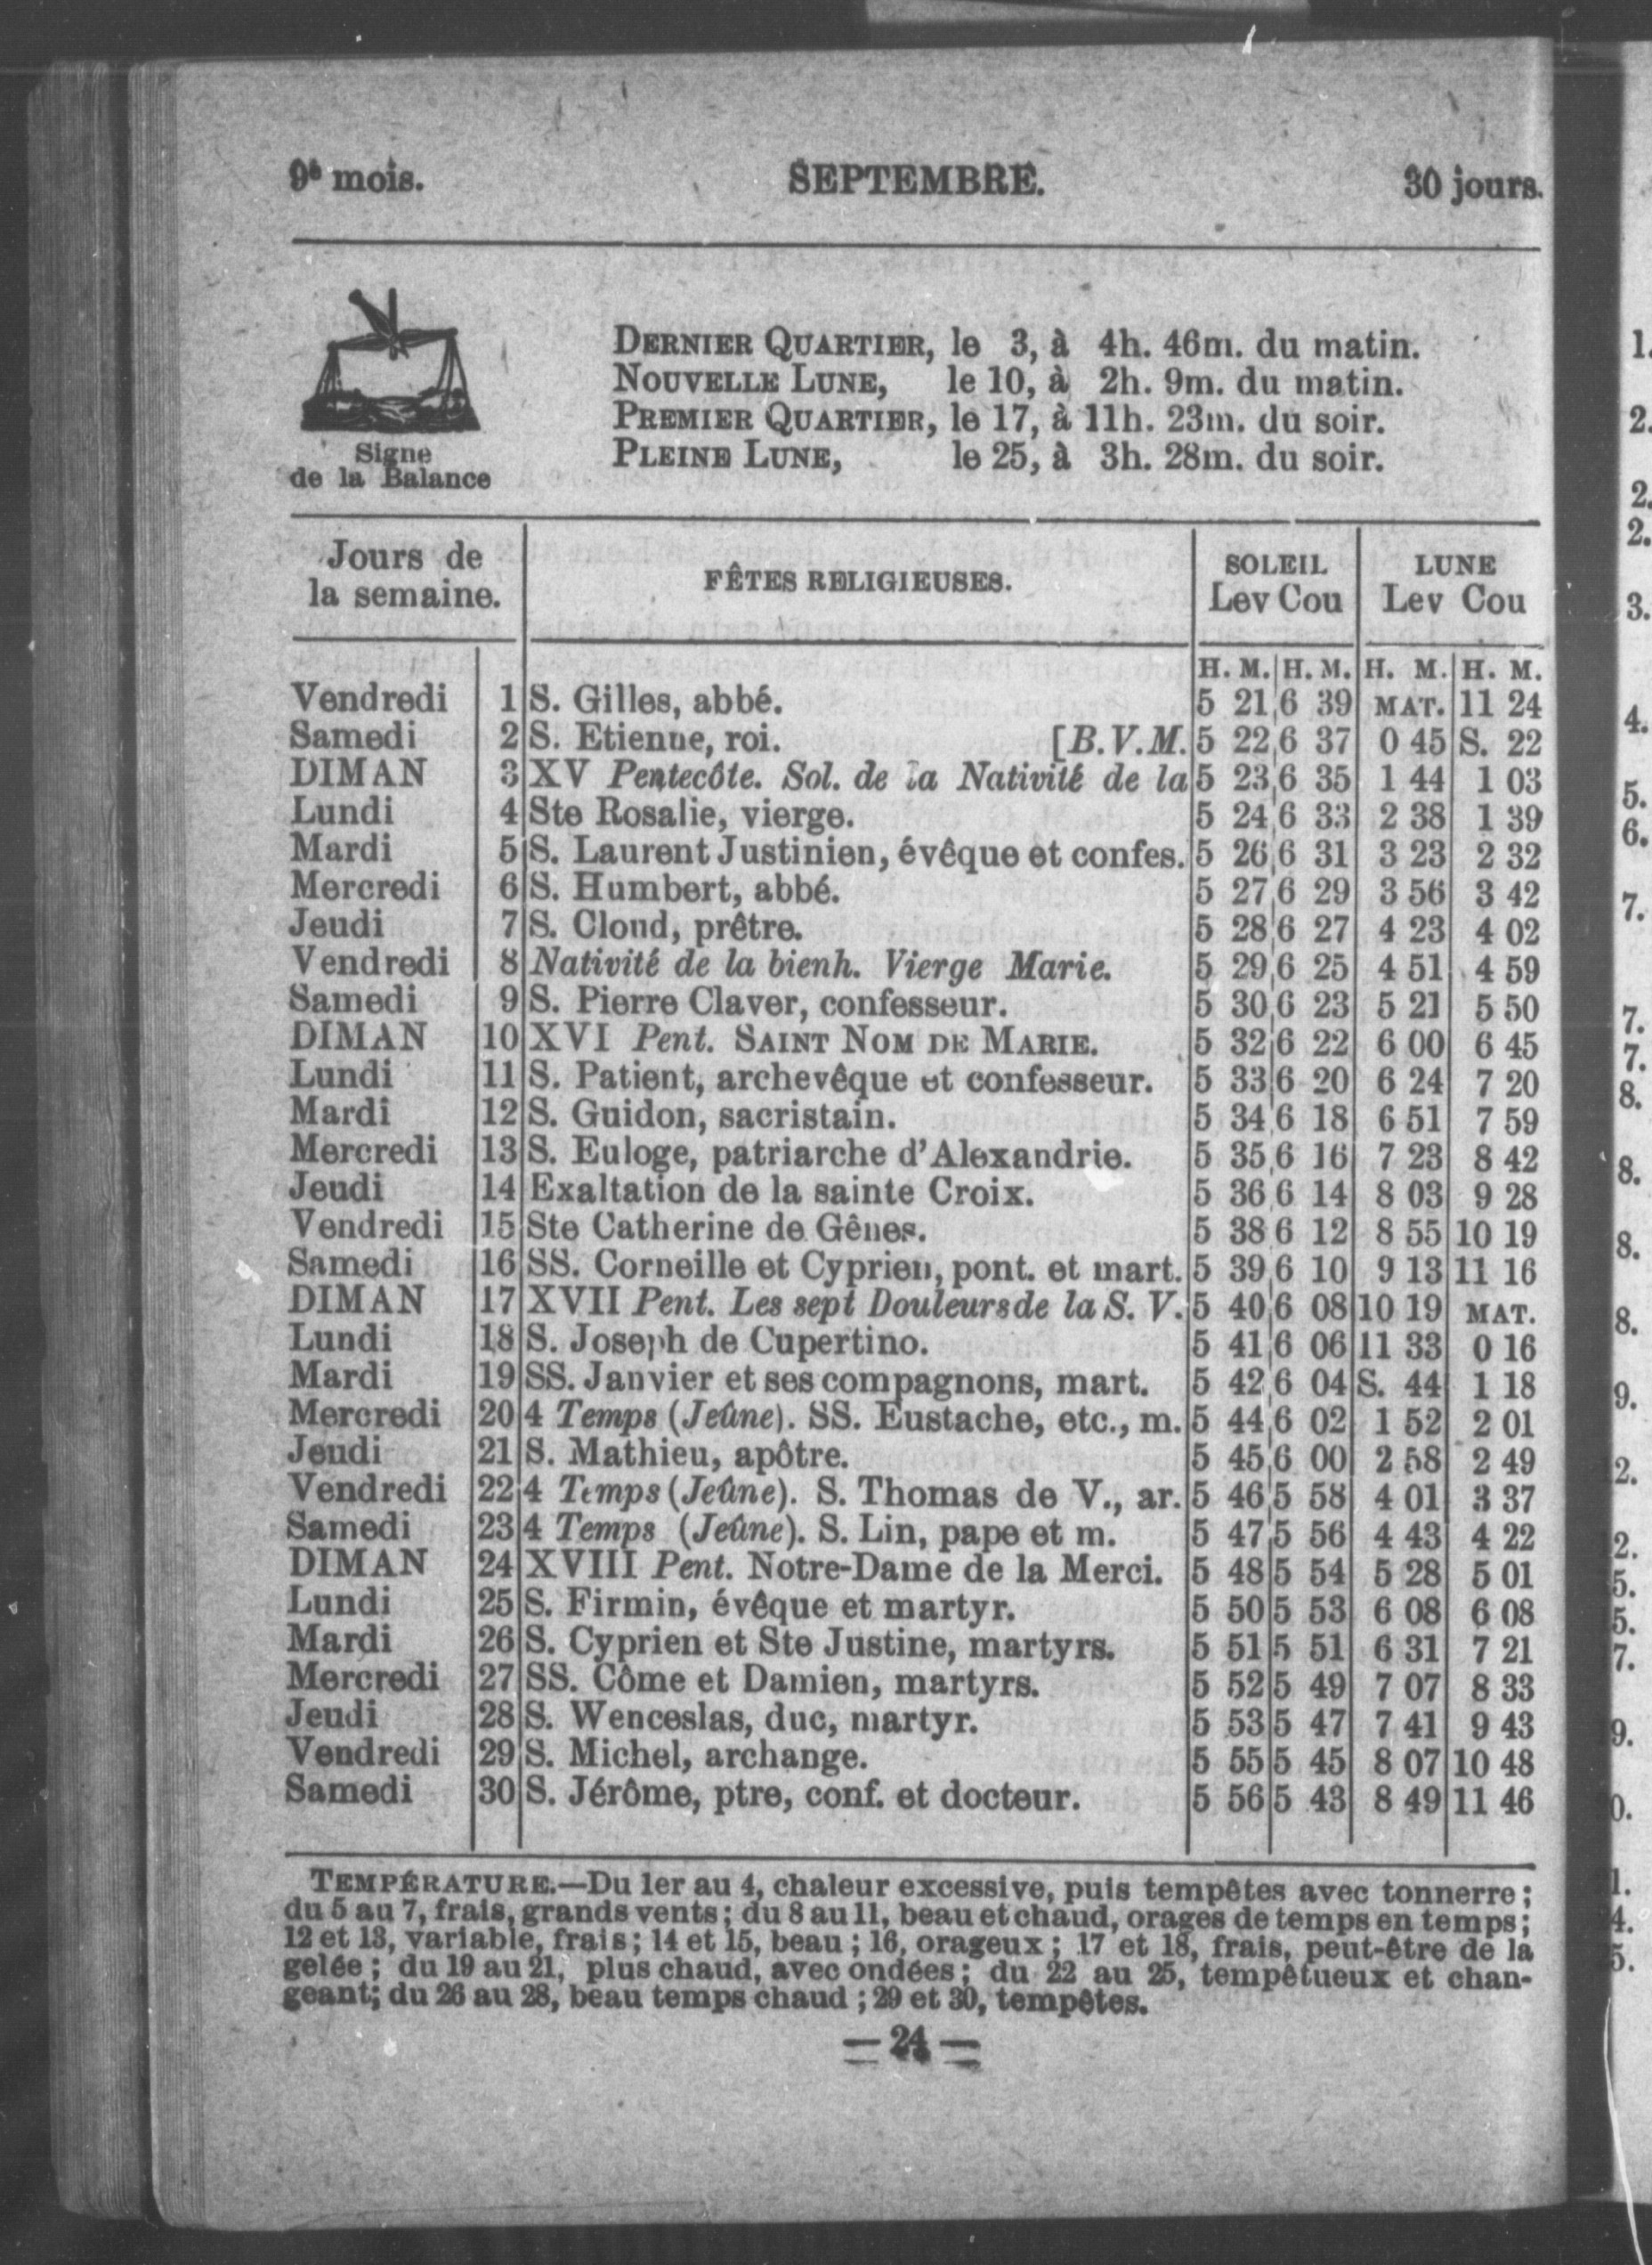 9e mois. SEPTEMBRE. 30 jours.
Signe
de la Balance
DERNIER QUARTIER, le 3, à 4h. 46m. du matin.
NOUVELLE LUNE, le 10, à 2h. 9m. du matin.
PREMIER QUARTIER, le 17, à 11h. 23m. du soir.
PLEINE LUNE, le 25, à 3h. 28m. du soir.
Jours de la semaine. FÊTES RELIGIEUSES. SOLEIL Lev Cou LUNE Lev Cou
H. M. H. M. H. M. H. M.
Vendredi 1 S. Gilles, abbé. 5 21 6 39 MAT. 11 24
Samedi 2 S. Etienne, roi. [B.V.M. 5 22 6 37 0 45 S. 22
DIMAN 3 XV Pentecôte. Sol. de la Nativité de la 5 23 6 35 1 44 1 03
Lundi 4 Ste Rosalie, vierge. 5 24 6 33 2 38 1 39
Mardi 5 S. Laurent Justinien, évêque et confes. 5 26 6 31 3 23 2 32
Mercredi 6 S. Humbert, abbé. 5 27 6 29 3 56 3 42
Jeudi 7 S. Cloud, prêtre. 5 28 6 27 4 23 4 02
Vendredi 8 Nativité de la bienh. Vierge Marie. 5 29 6 25 4 51 4 59
Samedi 9 S. Pierre Claver, confesseur. 5 30 6 23 5 21 5 50
DIMAN 10 XVI Pent. SAINT NOM DE MARIE. 5 32 6 22 6 00 6 45
Lundi 11 S. Patient, archevêque et confesseur. 5 33 6 20 6 24 7 20
Mardi 12 S. Guidon, sacristain. 5 34 6 18 6 51 7 59
Mercredi 13 S. Euloge, patriarche d'Alexandrie. 5 35 6 16 7 23 8 42
Jeudi 14 Exaltation de la sainte Croix. 5 36 6 14 8 03 9 28
Vendredi 15 Ste Catherine de Gênes. 5 38 6 12 8 55 10 19
Samedi 16 SS. Corneille et Cyprien, pont. et mart. 5 39 6 10 9 13 11 16
DIMAN 17 XVII Pent. Les sept Douleurs de la S. V. 5 40 6 08 10 19 MAT.
Lundi 18 S. Joseph de Cupertino. 5 41 6 06 11 33 0 16
Mardi 19 SS. Janvier et ses compagnons, mart. 5 42 6 04 S. 44 1 18
Mercredi 20 4 Temps (Jeûne). SS. Eustache, etc., m. 5 44 6 02 1 52 2 01
Jeudi 21 S. Mathieu, apôtre. 5 45 6 00 2 58 2 49
Vendredi 22 4 Temps (Jeûne). S. Thomas de V., ar. 5 46 5 58 4 01 3 37
Samedi 23 4 Temps (Jeûne). S. Lin, pape et m. 5 47 5 56 4 43 4 22
DIMAN 24 XVIII Pent. Notre-Dame de la Merci. 5 48 5 54 5 28 5 01
Lundi 25 S. Firmin, évêque et martyr. 5 50 5 53 6 08 6 08
Mardi 26 S. Cyprien et Ste Justine, martyrs. 5 51 5 51 6 31 7 21
Mercredi 27 SS. Côme et Damien, martyrs. 5 52 5 49 7 07 8 33
Jeudi 28 S. Wenceslas, duc, martyr. 5 53 5 47 7 41 9 43
Vendredi 29 S. Michel, archange. 5 55 5 45 8 07 10 48
Samedi 30 S. Jérôme, ptre, conf. et docteur. 5 56 5 43 8 49 11 46
TEMPÉRATURE.—Du 1er au 4, chaleur excessive, puis tempêtes avec tonnerre;
du 5 au 7, frais, grands vents; du 8 au 11, beau et chaud, orages de temps en temps;
12 et 13, variable, frais; 14 et 15, beau; 16, orageux; 17 et 18, frais, peut-être de la
gelée; du 19 au 21, plus chaud, avec ondées; du 22 au 25, tempêtueux et chan-
geant; du 26 au 28, beau temps chaud; 29 et 30, tempêtes.
— 24 —